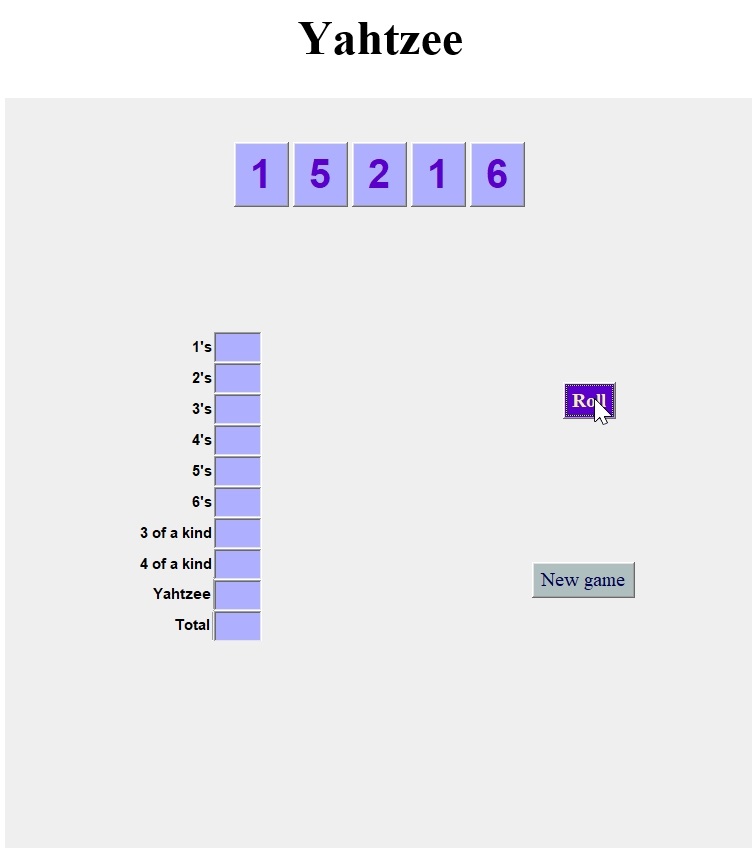 Yahtzee
1 5 2 1 6
1's
2's
3's
4's
5's
6's
3 of a kind
4 of a kind
Yahtzee
Total
Roll
New game